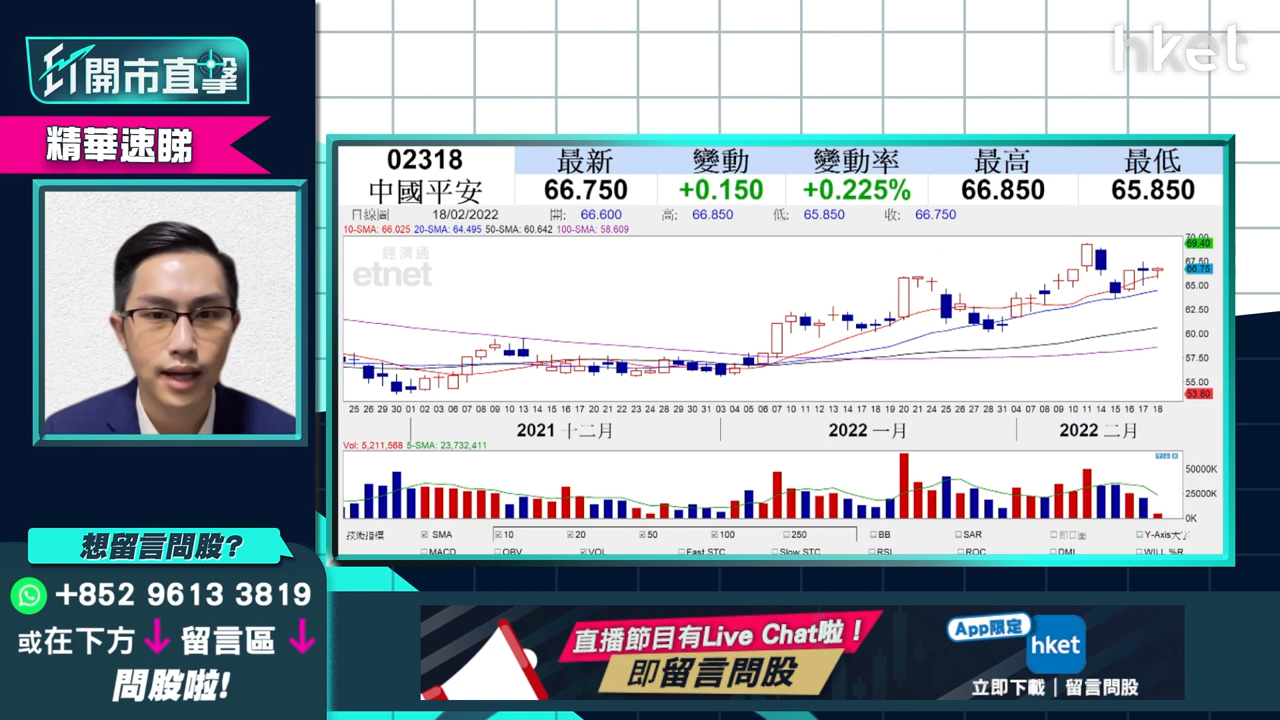 hket
開市直擊
精華速睇
02318 最新 變動 變動率 最高 最低
中國平安 66.750 +0.150 +0.225% 66.850 65.850
日線圖 18/02/2022 開: 66.600 高: 66.850 低: 65.850 收: 66.750
10-SMA: 66.025 20-SMA: 64.495 50-SMA: 60.642 100-SMA: 58.609
經濟通
etnet
70.00
69.40
67.50
66.75
65.00
62.50
60.00
57.50
55.00
53.80
25 26 29 30 01 02 03 06 07 08 09 10 13 14 15 16 17 20 21 22 23 24 28 29 30 31 03 04 05 06 07 10 11 12 13 14 17 18 19 20 21 24 25 26 27 28 31 04 07 08 09 10 11 14 15 16 17 18
2021 十二月 2022 一月 2022 二月
Vol: 5,211,568 5-SMA: 23,732,411
50000K
25000K
0K
技術指標 SMA 10 20 50 100 250 BB SAR Y-Axis大小
MACD OBV VOL Fast STC Slow STC RSI ROC DMI WILL %R
想留言問股?
+852 9613 3819
或在下方 留言區
問股啦!
直播節目有Live Chat啦!
即留言問股
App限定
hket
立即下載 | 留言問股